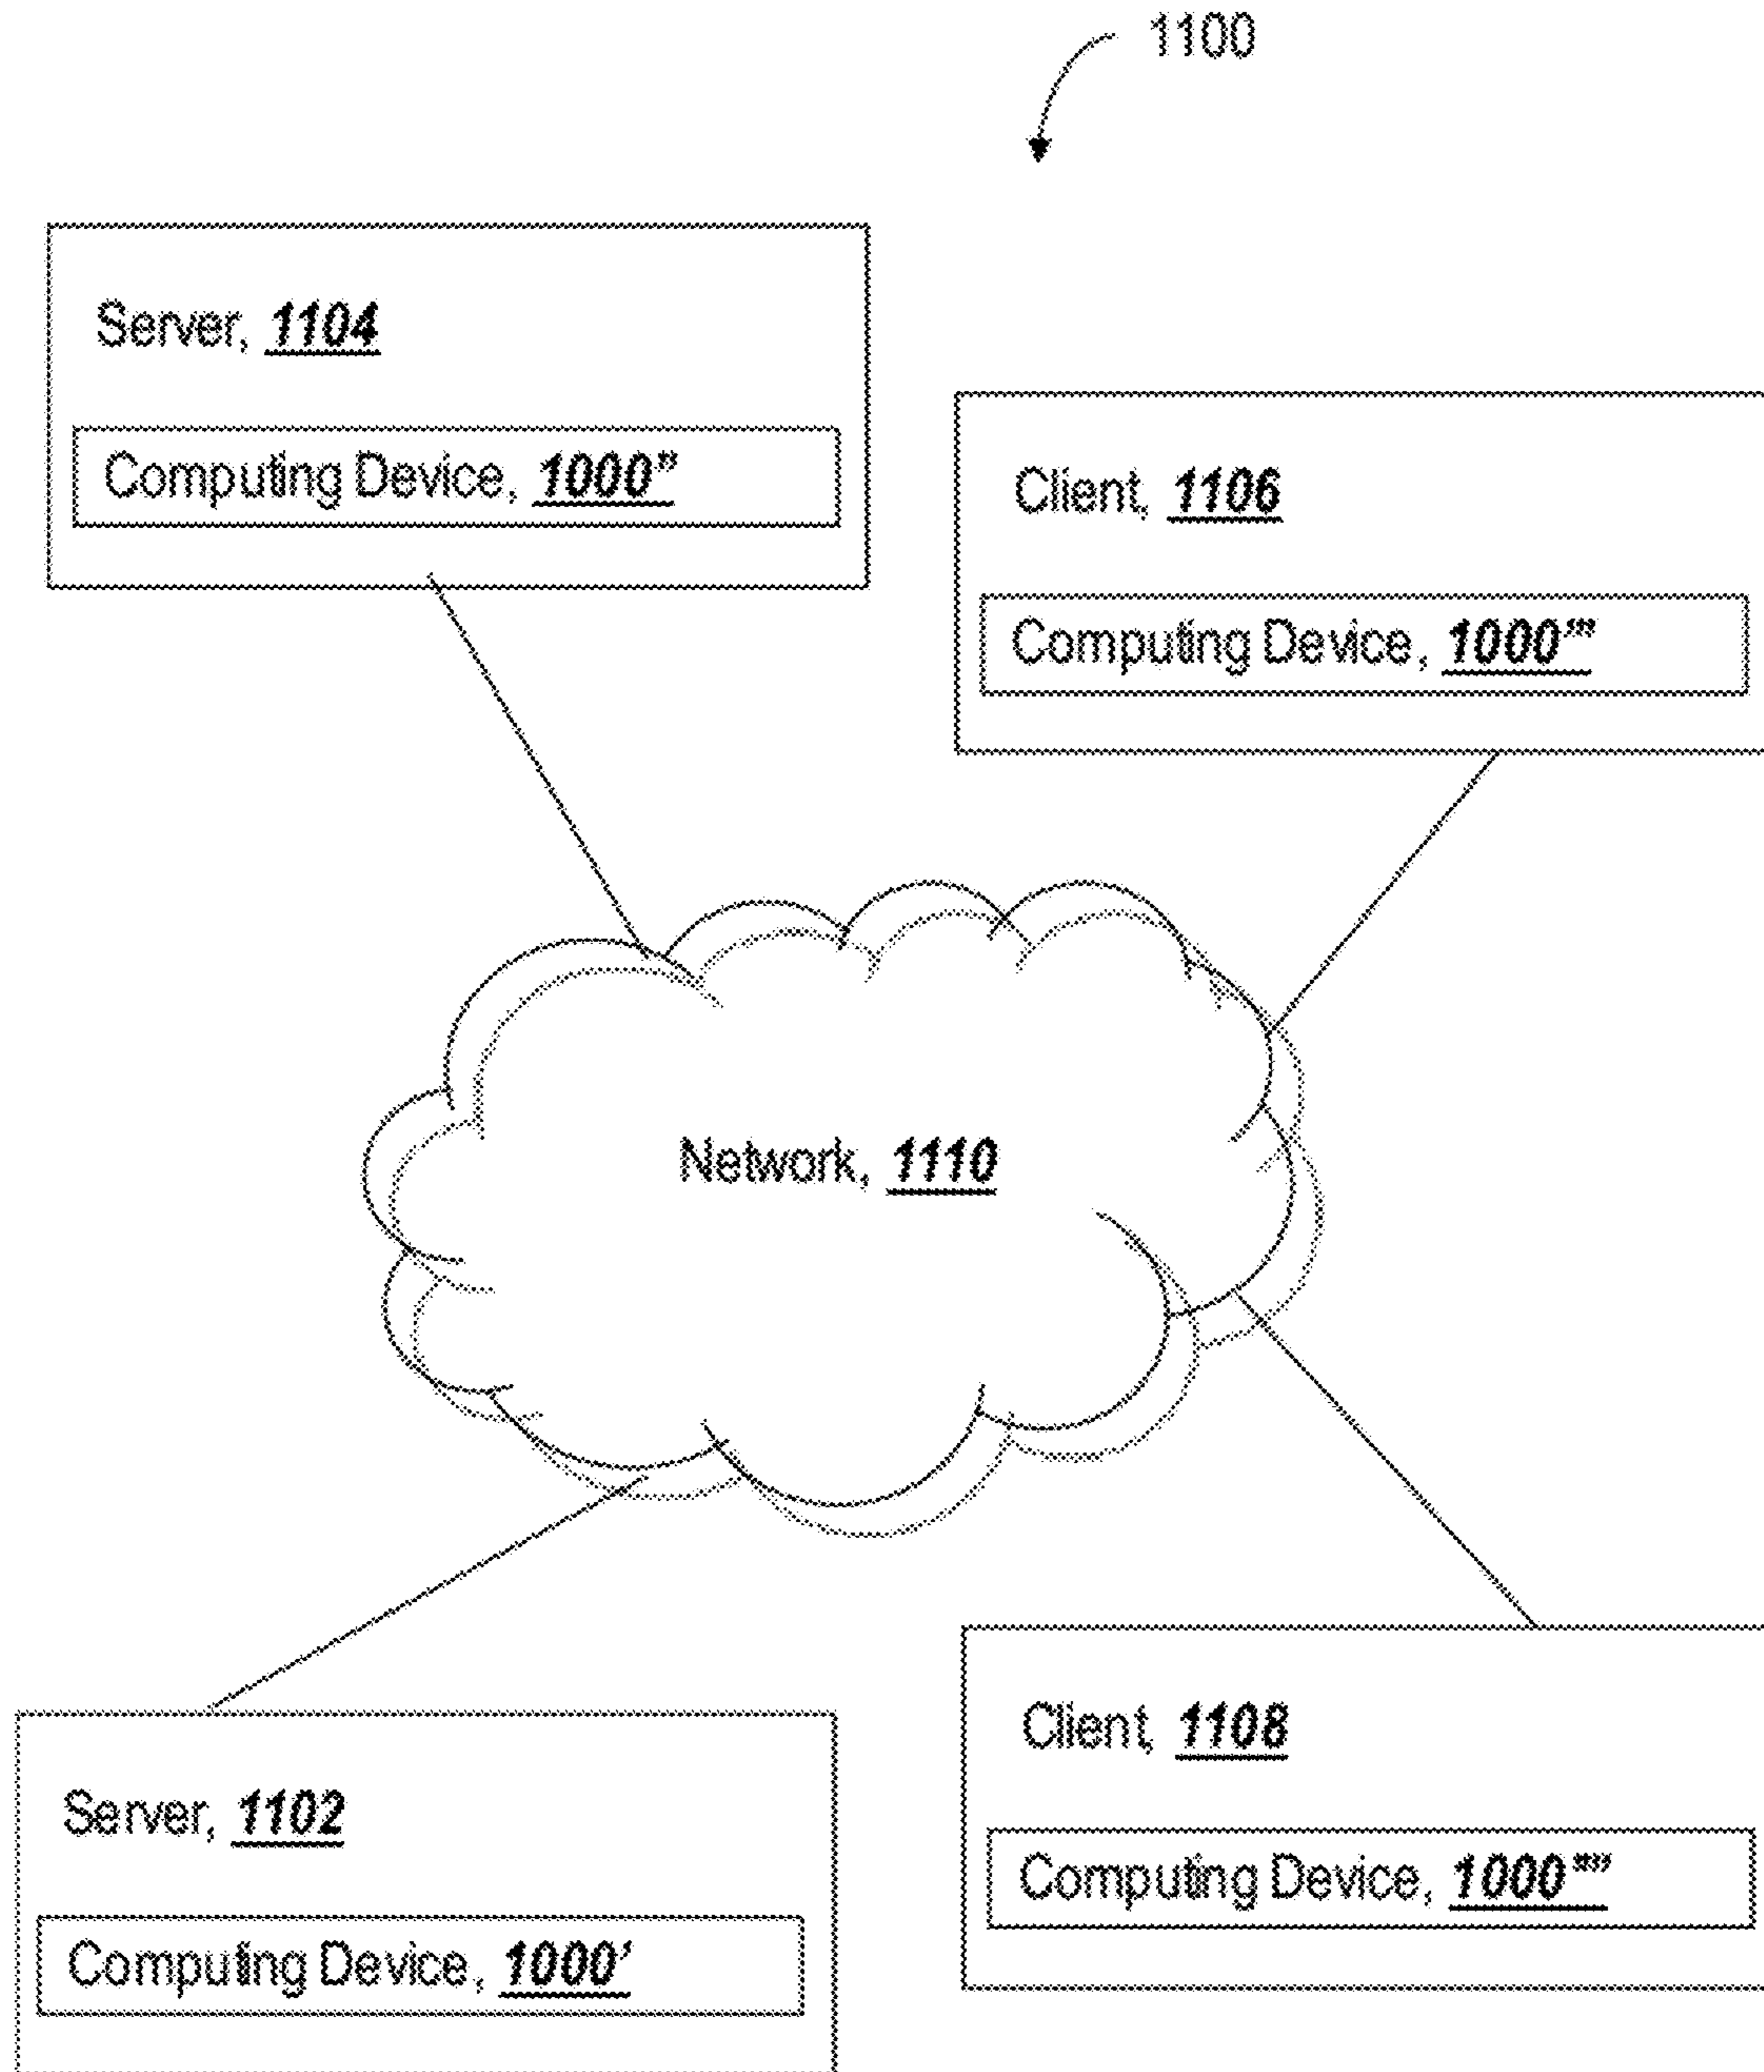 1100
Server, 1104
Computing Device, 1000"
Client, 1106
Computing Device, 1000'"
Network, 1110
Client, 1108
Computing Device, 1000""
Server, 1102
Computing Device, 1000'